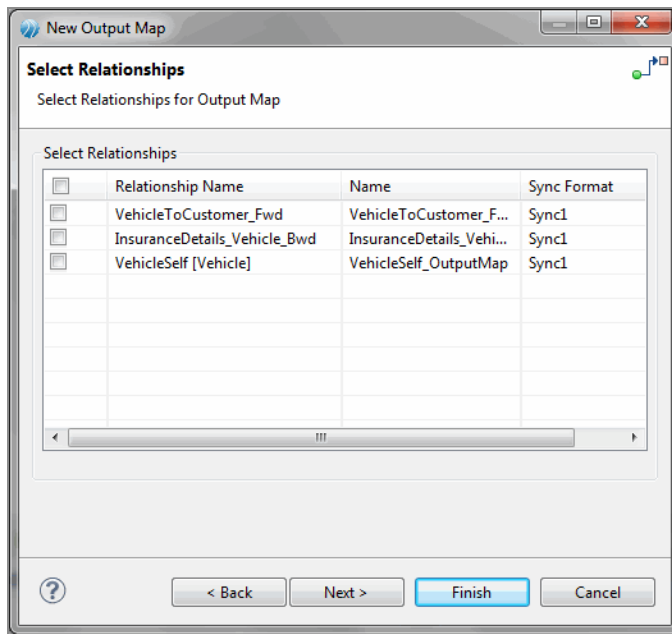 New Output Map
Select Relationships
Select Relationships for Output Map
Select Relationships
Relationship Name Name Sync Format
VehicleToCustomer_Fwd VehicleToCustomer_F... Sync1
InsuranceDetails_Vehicle_Bwd InsuranceDetails_Vehi... Sync1
VehicleSelf [Vehicle] VehicleSelf_OutputMap Sync1
? < Back Next > Finish Cancel